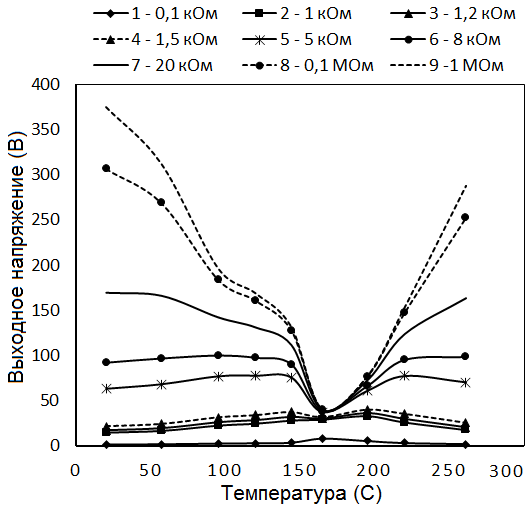 1 - 0,1 кОм 2 - 1 кОм 3 - 1,2 кОм
4 - 1,5 кОм 5 - 5 кОм 6 - 8 кОм
7 - 20 кОм 8 - 0,1 МОм 9 -1 МОм
400
350
300
250
200
150
100
50
0
Выходное напряжение (В)
0 50 100 150 200 250 300
Температура (С)